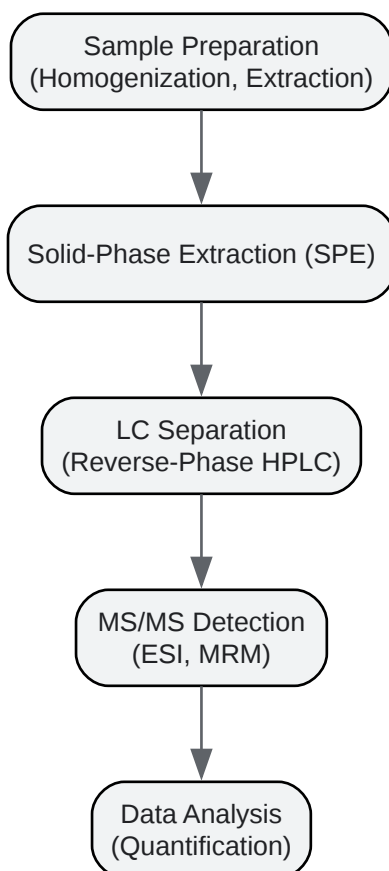 Sample Preparation
(Homogenization, Extraction)
Solid-Phase Extraction (SPE)
LC Separation
(Reverse-Phase HPLC)
MS/MS Detection
(ESI, MRM)
Data Analysis
(Quantification)